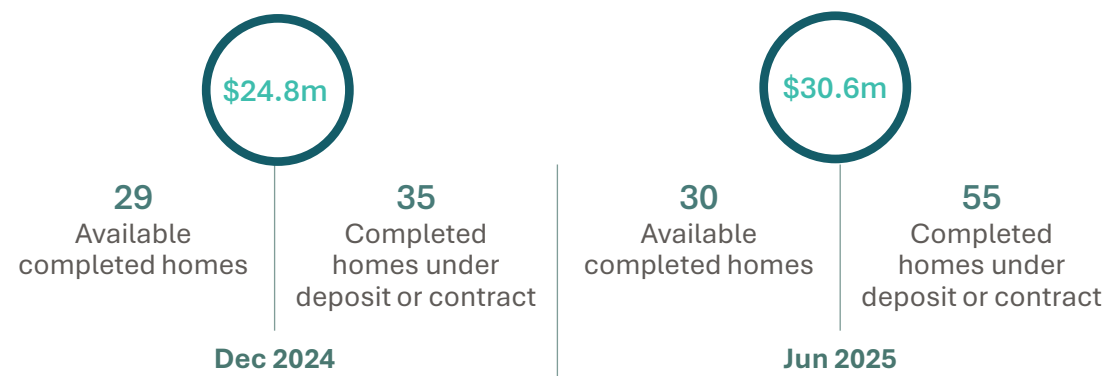 $24.8m
29
Available
completed homes
35
Completed
homes under
deposit or contract
Dec 2024
$30.6m
30
Available
completed homes
55
Completed
homes under
deposit or contract
Jun 2025